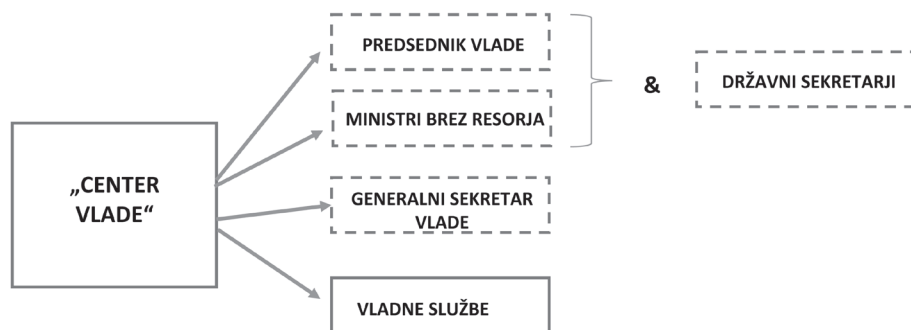 PREDSEDNIK VLADE
&
DRŽAVNI SEKRETARJI
MINISTRI BREZ RESORJA
„CENTER
VLADE“
GENERALNI SEKRETAR
VLADE
VLADNE SLUŽBE